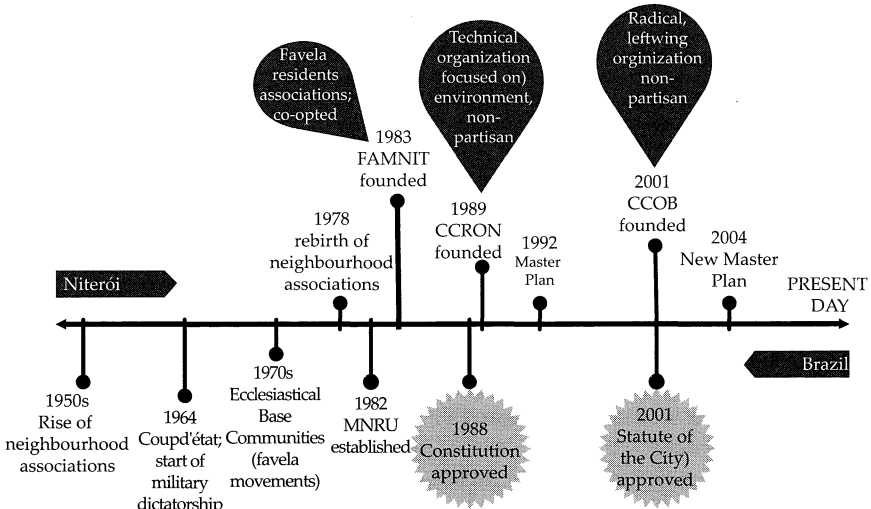 Favela
residents
associations;
co-opted
Technical
organization
focused on)
environment,
non-
partisan
Radical,
leftwing
orginization
non-
partisan
1983
FAMNIT
founded
1989
CCRON
founded
2001
CCOB
founded
1978
rebirth of
neighbourhood
associations
1992
Master
Plan
2004
New Master
Plan
Niterói
PRESENT
DAY
Brazil
1950s
Rise of
neighbourhood
associations
1964
Coupd'état;
start of
military
dictatorship
1970s
Ecclesiastical
Base
Communities
(favela
movements)
1982
MNRU
established
1988
Constitution
approved
2001
Statute of
the City)
approved